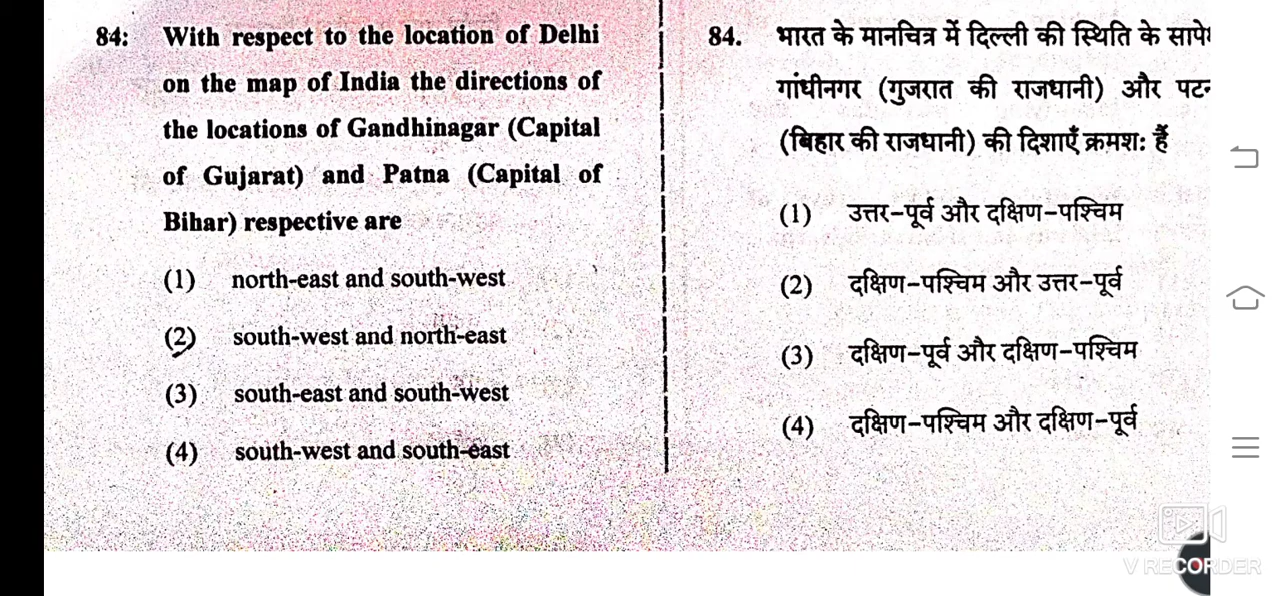 84: With respect to the location of Delhi
on the map of India the directions of
the locations of Gandhinagar (Capital
of Gujarat) and Patna (Capital of
Bihar) respective are
(1) north-east and south-west
(2) south-west and north-east
(3) south-east and south-west
(4) south-west and south-east
84. भारत के मानचित्र में दिल्ली की स्थिति के
गांधीनगर (गुजरात की राजधानी) और
(बिहार की राजधानी) की दिशाएँ क्रमशः हैं
(1) उत्तर-पूर्व और दक्षिण-पश्चिम
(2) दक्षिण-पश्चिम और उत्तर-पूर्व
(3) दक्षिण-पूर्व और दक्षिण-पश्चिम
(4) दक्षिण-पश्चिम और दक्षिण-पूर्व
V RECORDER